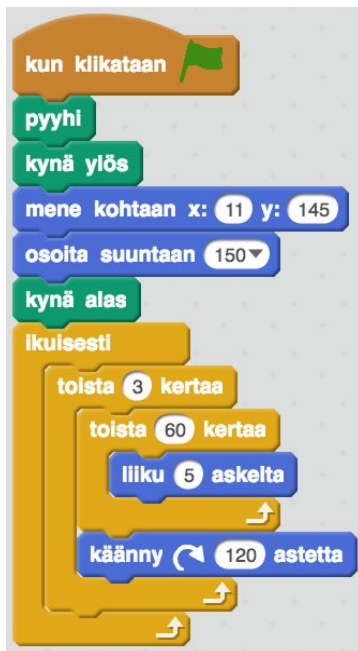 kun klikataan
pyyhi
kynä ylös
mene kohtaan x: 11 y: 145
osoita suuntaan 150
kynä alas
ikuisesti
toista 3 kertaa
toista 60 kertaa
liiku 5 askelta
käänny 120 astetta